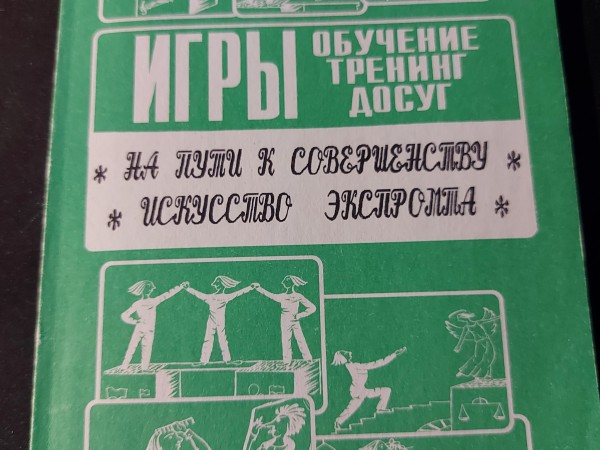 ИГРЫ
ОБУЧЕНИЕ
ТРЕНИНГ
ДОСУГ
* НА ПУТИ К СОВЕРШЕНСТВУ *
* ИСКУССТВО ЭКСПРОМТА *